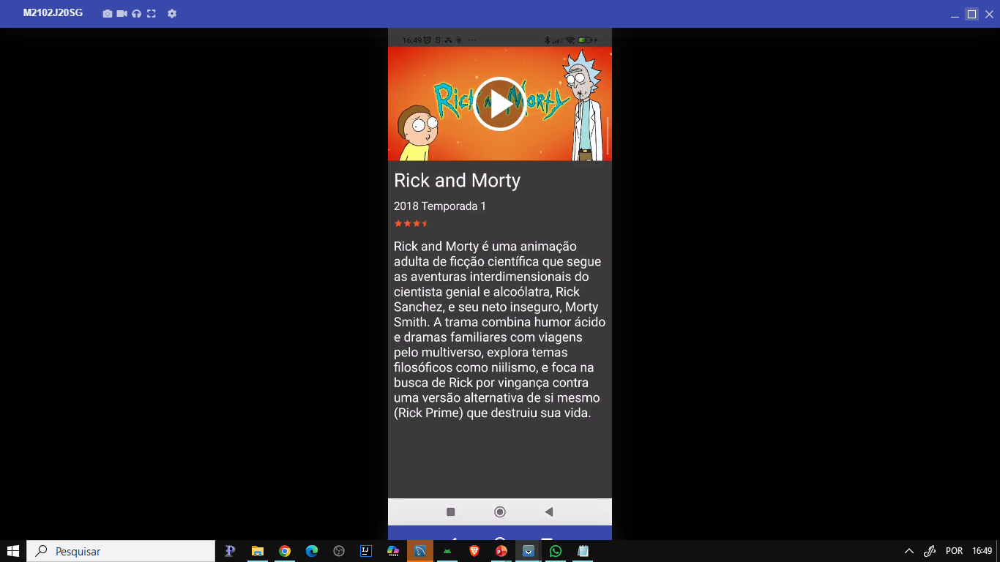 M2102J20SG
16:49
Rick and Morty
Rick and Morty
2018 Temporada 1
Rick and Morty é uma animação
adulta de ficção científica que segue
as aventuras interdimensionais do
cientista genial e alcoólatra, Rick
Sanchez, e seu neto inseguro, Morty
Smith. A trama combina humor ácido
e dramas familiares com viagens
pelo multiverso, explora temas
filosóficos como niilismo, e foca na
busca de Rick por vingança contra
uma versão alternativa de si mesmo
(Rick Prime) que destruiu sua vida.
Pesquisar
IJ
M365
POR
16:49